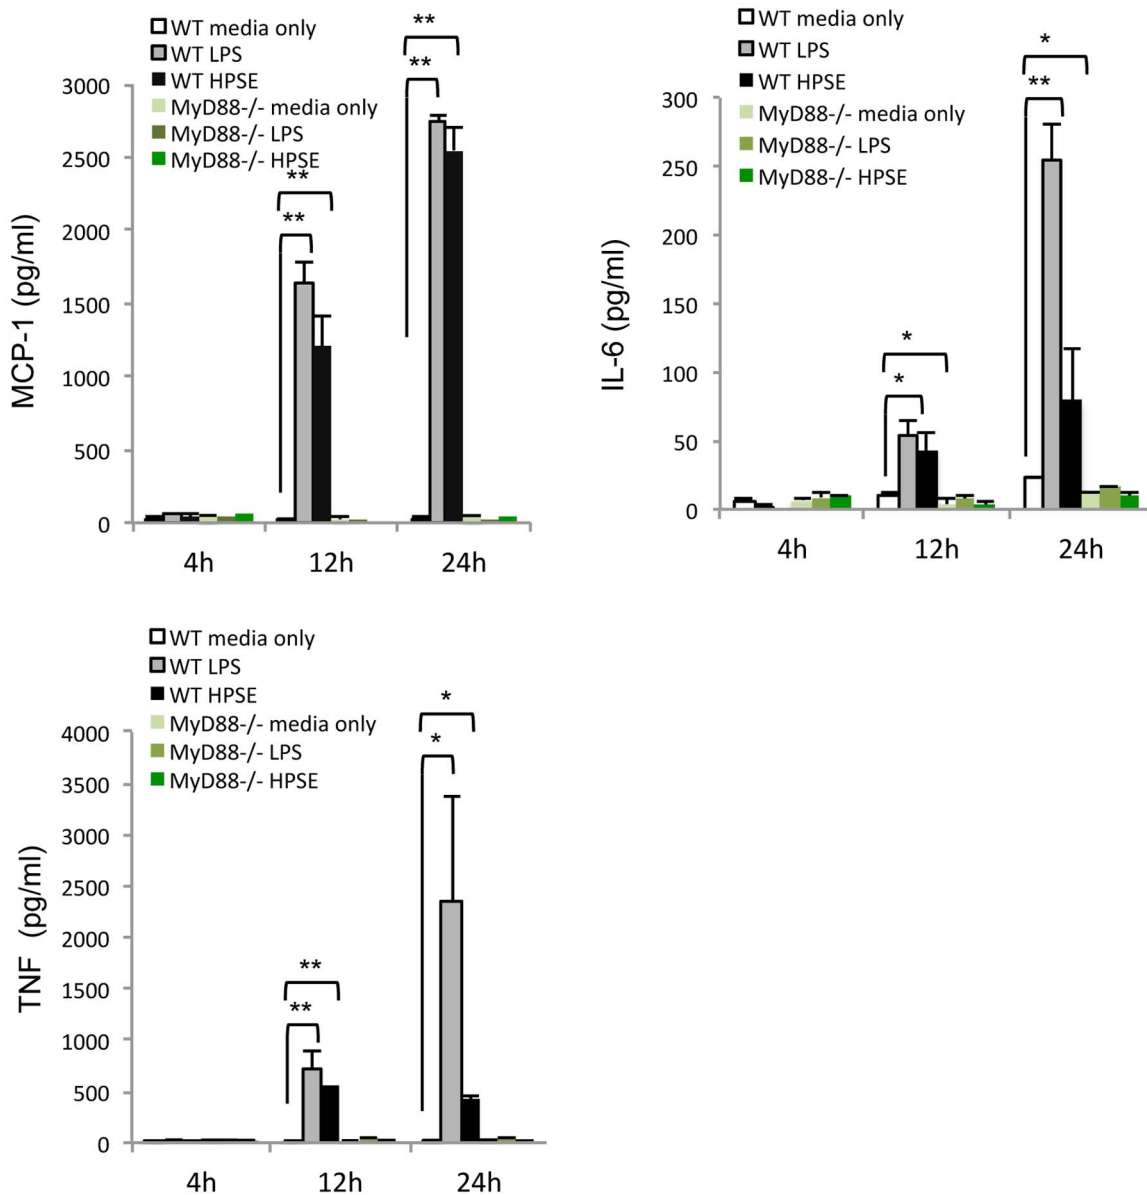 WT media only
WT LPS
WT HPSE
MyD88-/- media only
MyD88-/- LPS
MyD88-/- HPSE
MCP-1 (pg/ml)
3000
2500
2000
1500
1000
500
0
**
**
**
**
4h
12h
24h
WT media only
WT LPS
WT HPSE
MyD88-/- media only
MyD88-/- LPS
MyD88-/- HPSE
IL-6 (pg/ml)
300
250
200
150
100
50
0
*
*
*
**
4h
12h
24h
WT media only
WT LPS
WT HPSE
MyD88-/- media only
MyD88-/- LPS
MyD88-/- HPSE
TNF (pg/ml)
4000
3500
3000
2500
2000
1500
1000
500
0
**
**
*
*
4h
12h
24h